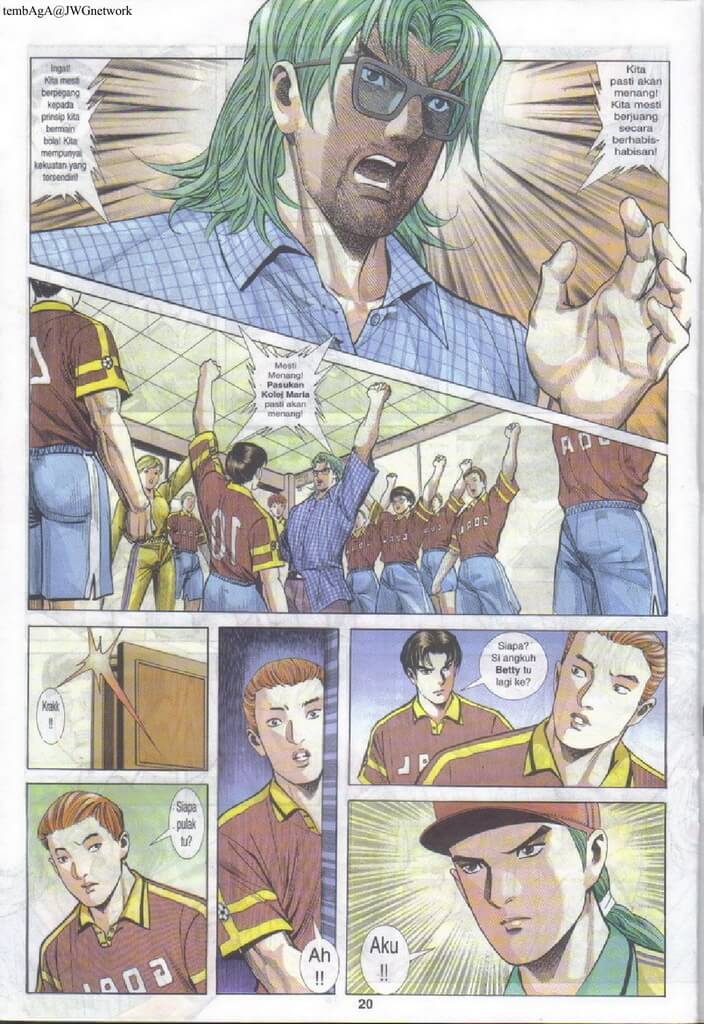 tembAgA@JWGnetwork
Ingat!
Kita mesti
berpegang
kepada
prinsip kita
bermain
bola! Kita
mempunyai
kekuatan yang
tersendiri!
Kita
pasti akan
menang!
Kita mesti
berjuang
secara
berhabis-
habisan!
Mesti
Menang!
Pasukan
Kolej Maria
pasti akan
menang!
Krakk
!!
Siapa
pulak
tu?
Ah
!!
Siapa?
Si angkuh
Betty tu
lagi ke?
Aku
!!
20